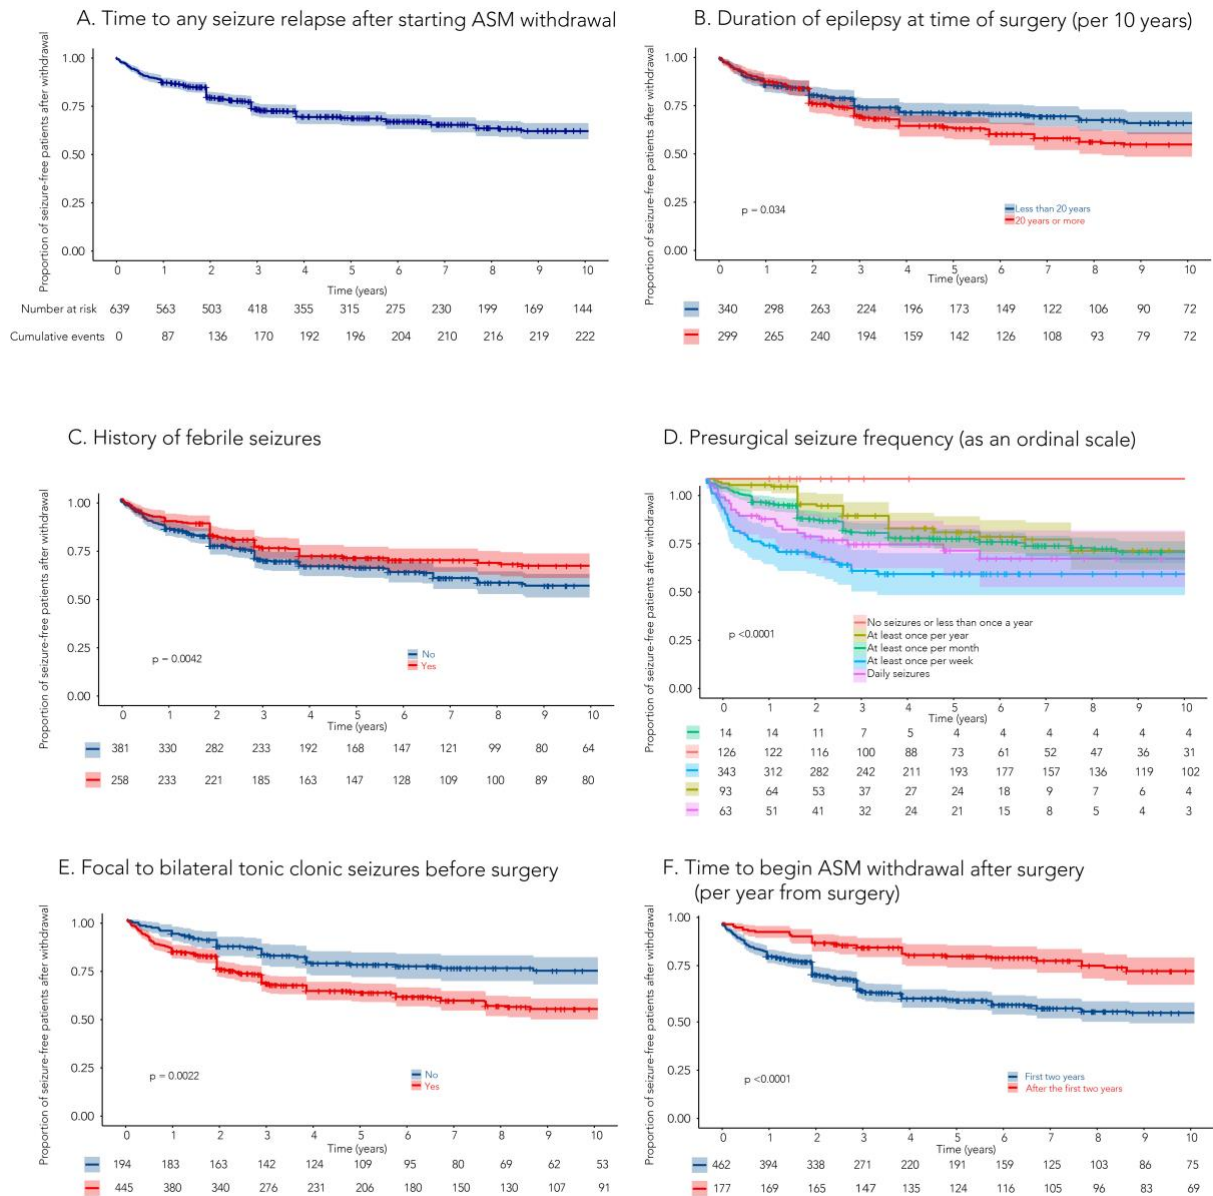 A. Time to any seizure relapse after starting ASM withdrawal
Proportion of seizure-free patients after withdrawal
1.00
0.75
0.50
0.25
0.00
0 1 2 3 4 5 6 7 8 9 10
Time (years)
Number at risk 639 563 503 418 355 315 275 230 199 169 144
Cumulative events 0 87 136 170 192 196 204 210 216 219 222
B. Duration of epilepsy at time of surgery (per 10 years)
Proportion of seizure-free patients after withdrawal
1.00
0.75
0.50
0.25
0.00
p = 0.034
Less than 20 years
20 years or more
0 1 2 3 4 5 6 7 8 9 10
Time (years)
340 298 263 224 196 173 149 122 106 90 72
299 265 240 194 159 142 126 108 93 79 72
C. History of febrile seizures
Proportion of seizure-free patients after withdrawal
1.00
0.75
0.50
0.25
0.00
p = 0.0042
No
Yes
0 1 2 3 4 5 6 7 8 9 10
Time (years)
381 330 282 233 192 168 147 121 99 80 64
258 233 221 185 163 147 128 109 100 89 80
D. Presurgical seizure frequency (as an ordinal scale)
Proportion of seizure-free patients after withdrawal
1.00
0.75
0.50
0.25
0.00
p <0.0001
No seizures or less than once a year
At least once per year
At least once per month
At least once per week
Daily seizures
0 1 2 3 4 5 6 7 8 9 10
Time (years)
14 14 11 7 5 4 4 4 4 4 4
126 122 116 100 88 73 61 52 47 36 31
343 312 282 242 211 193 177 157 136 119 102
93 64 53 37 27 24 18 9 7 6 4
63 51 41 32 24 21 15 8 5 4 3
E. Focal to bilateral tonic clonic seizures before surgery
Proportion of seizure-free patients after withdrawal
1.00
0.75
0.50
0.25
0.00
p = 0.0022
No
Yes
0 1 2 3 4 5 6 7 8 9 10
Time (years)
194 183 163 142 124 109 95 80 69 62 53
445 380 340 276 231 206 180 150 130 107 91
F. Time to begin ASM withdrawal after surgery
(per year from surgery)
Proportion of seizure-free patients after withdrawal
1.00
0.75
0.50
0.25
0.00
p <0.0001
First two years
After the first two years
0 1 2 3 4 5 6 7 8 9 10
Time (years)
462 394 338 271 220 191 159 125 103 86 75
177 169 165 147 135 124 116 105 96 83 69